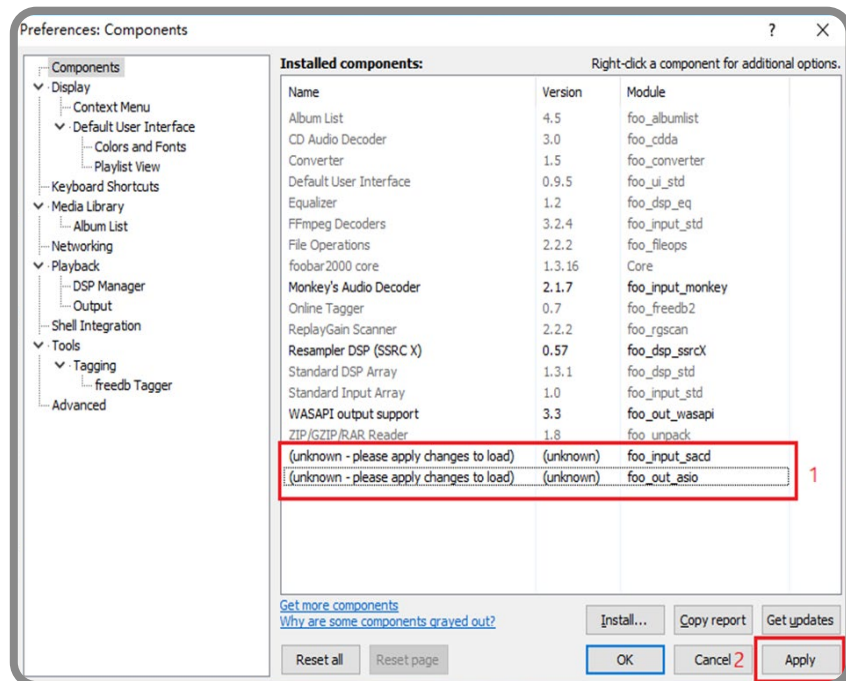 Preferences: Components ? X
Components
Display
Context Menu
Default User Interface
Colors and Fonts
Playlist View
Keyboard Shortcuts
Media Library
Album List
Networking
Playback
DSP Manager
Output
Shell Integration
Tools
Tagging
freedb Tagger
Advanced
Installed components: Right-click a component for additional options.
Name Version Module
Album List 4.5 foo_albumlist
CD Audio Decoder 3.0 foo_cdda
Converter 1.5 foo_converter
Default User Interface 0.9.5 foo_ui_std
Equalizer 1.2 foo_dsp_eq
FFmpeg Decoders 3.2.4 foo_input_std
File Operations 2.2.2 foo_fileops
foobar2000 core 1.3.16 Core
Monkey's Audio Decoder 2.1.7 foo_input_monkey
Online Tagger 0.7 foo_freedb2
ReplayGain Scanner 2.2.2 foo_rgscan
Resampler DSP (SSRC X) 0.57 foo_dsp_ssrcX
Standard DSP Array 1.3.1 foo_dsp_std
Standard Input Array 1.0 foo_input_std
WASAPI output support 3.3 foo_out_wasapi
ZIP/GZIP/RAR Reader 1.8 foo_unpack
(unknown - please apply changes to load) (unknown) foo_input_sacd
(unknown - please apply changes to load) (unknown) foo_out_asio
1
Get more components
Why are some components grayed out?
Install... Copy report Get updates
Reset all Reset page OK Cancel 2 Apply